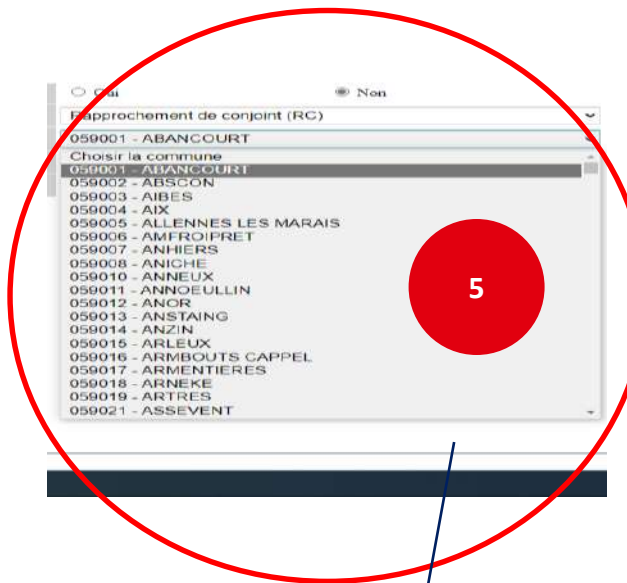 Oui Non
Rapprochement de conjoint (RC)
059001 - ABANCOURT
Choisir la commune
059001 - ABANCOURT
059002 - ABSCON
059003 - AIBES
059004 - AIX
059005 - ALLENNES LES MARAIS
059006 - AMFROIPRET
059007 - ANHIERS
059008 - ANICHE
059010 - ANNEUX
059011 - ANNOEULLIN
059012 - ANOR
059013 - ANSTAING
059014 - ANZIN
059015 - ARLEUX
059016 - ARMBOUTS CAPPEL
059017 - ARMENTIERES
059018 - ARNEKE
059019 - ARTRES
059021 - ASSEVENT
5